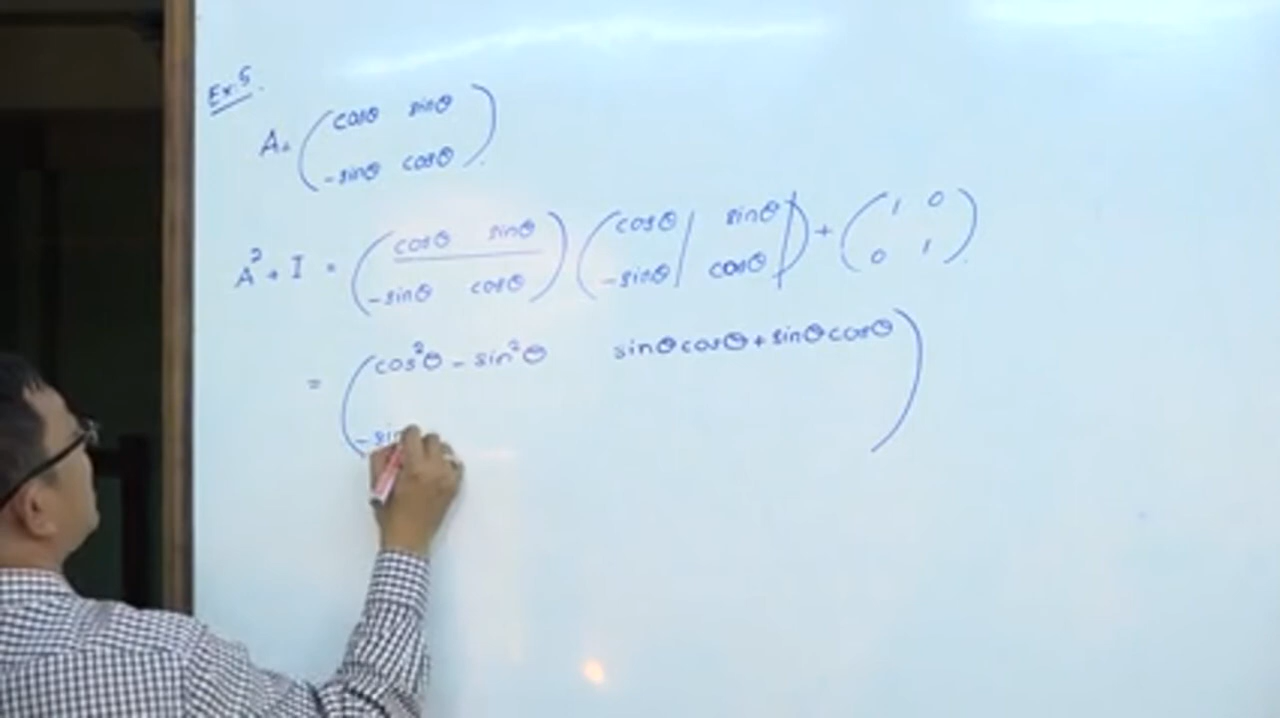 Ex.5.
A = ( cosθ sinθ
-sinθ cosθ ).
A² + I = ( cosθ sinθ ) ( cosθ sinθ ) + ( 1 0 )
( -sinθ cosθ ) ( -sinθ cosθ ) ( 0 1 ).
= ( cos²θ - sin²θ sinθcosθ + sinθcosθ )
-sin